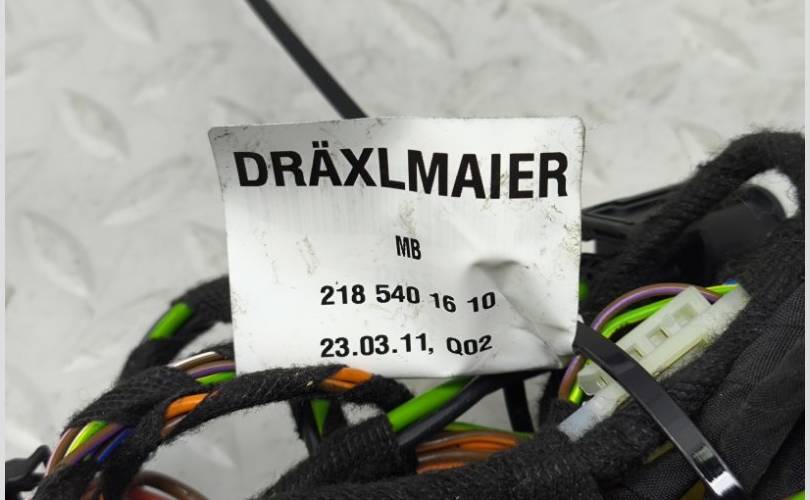 DRÄXLMAIER
MB
218 540 16 10
23.03.11, Q02